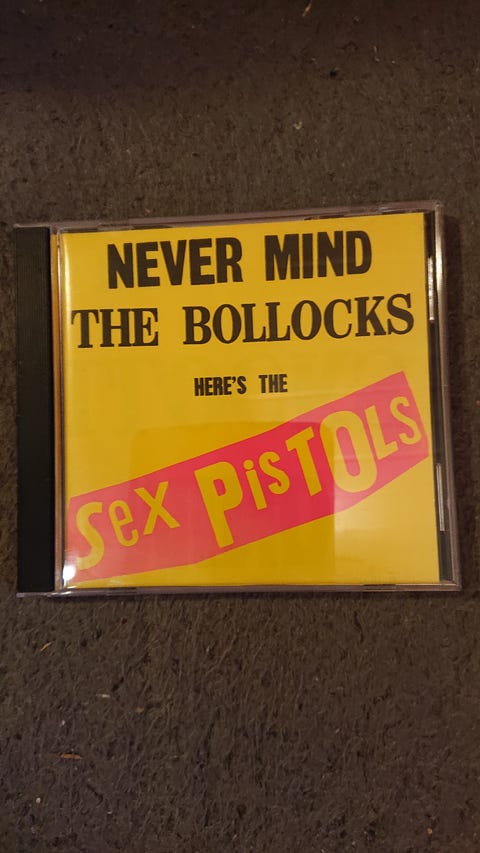 NEVER MIND
THE BOLLOCKS
HERE'S THE
Sex PiSTOLS